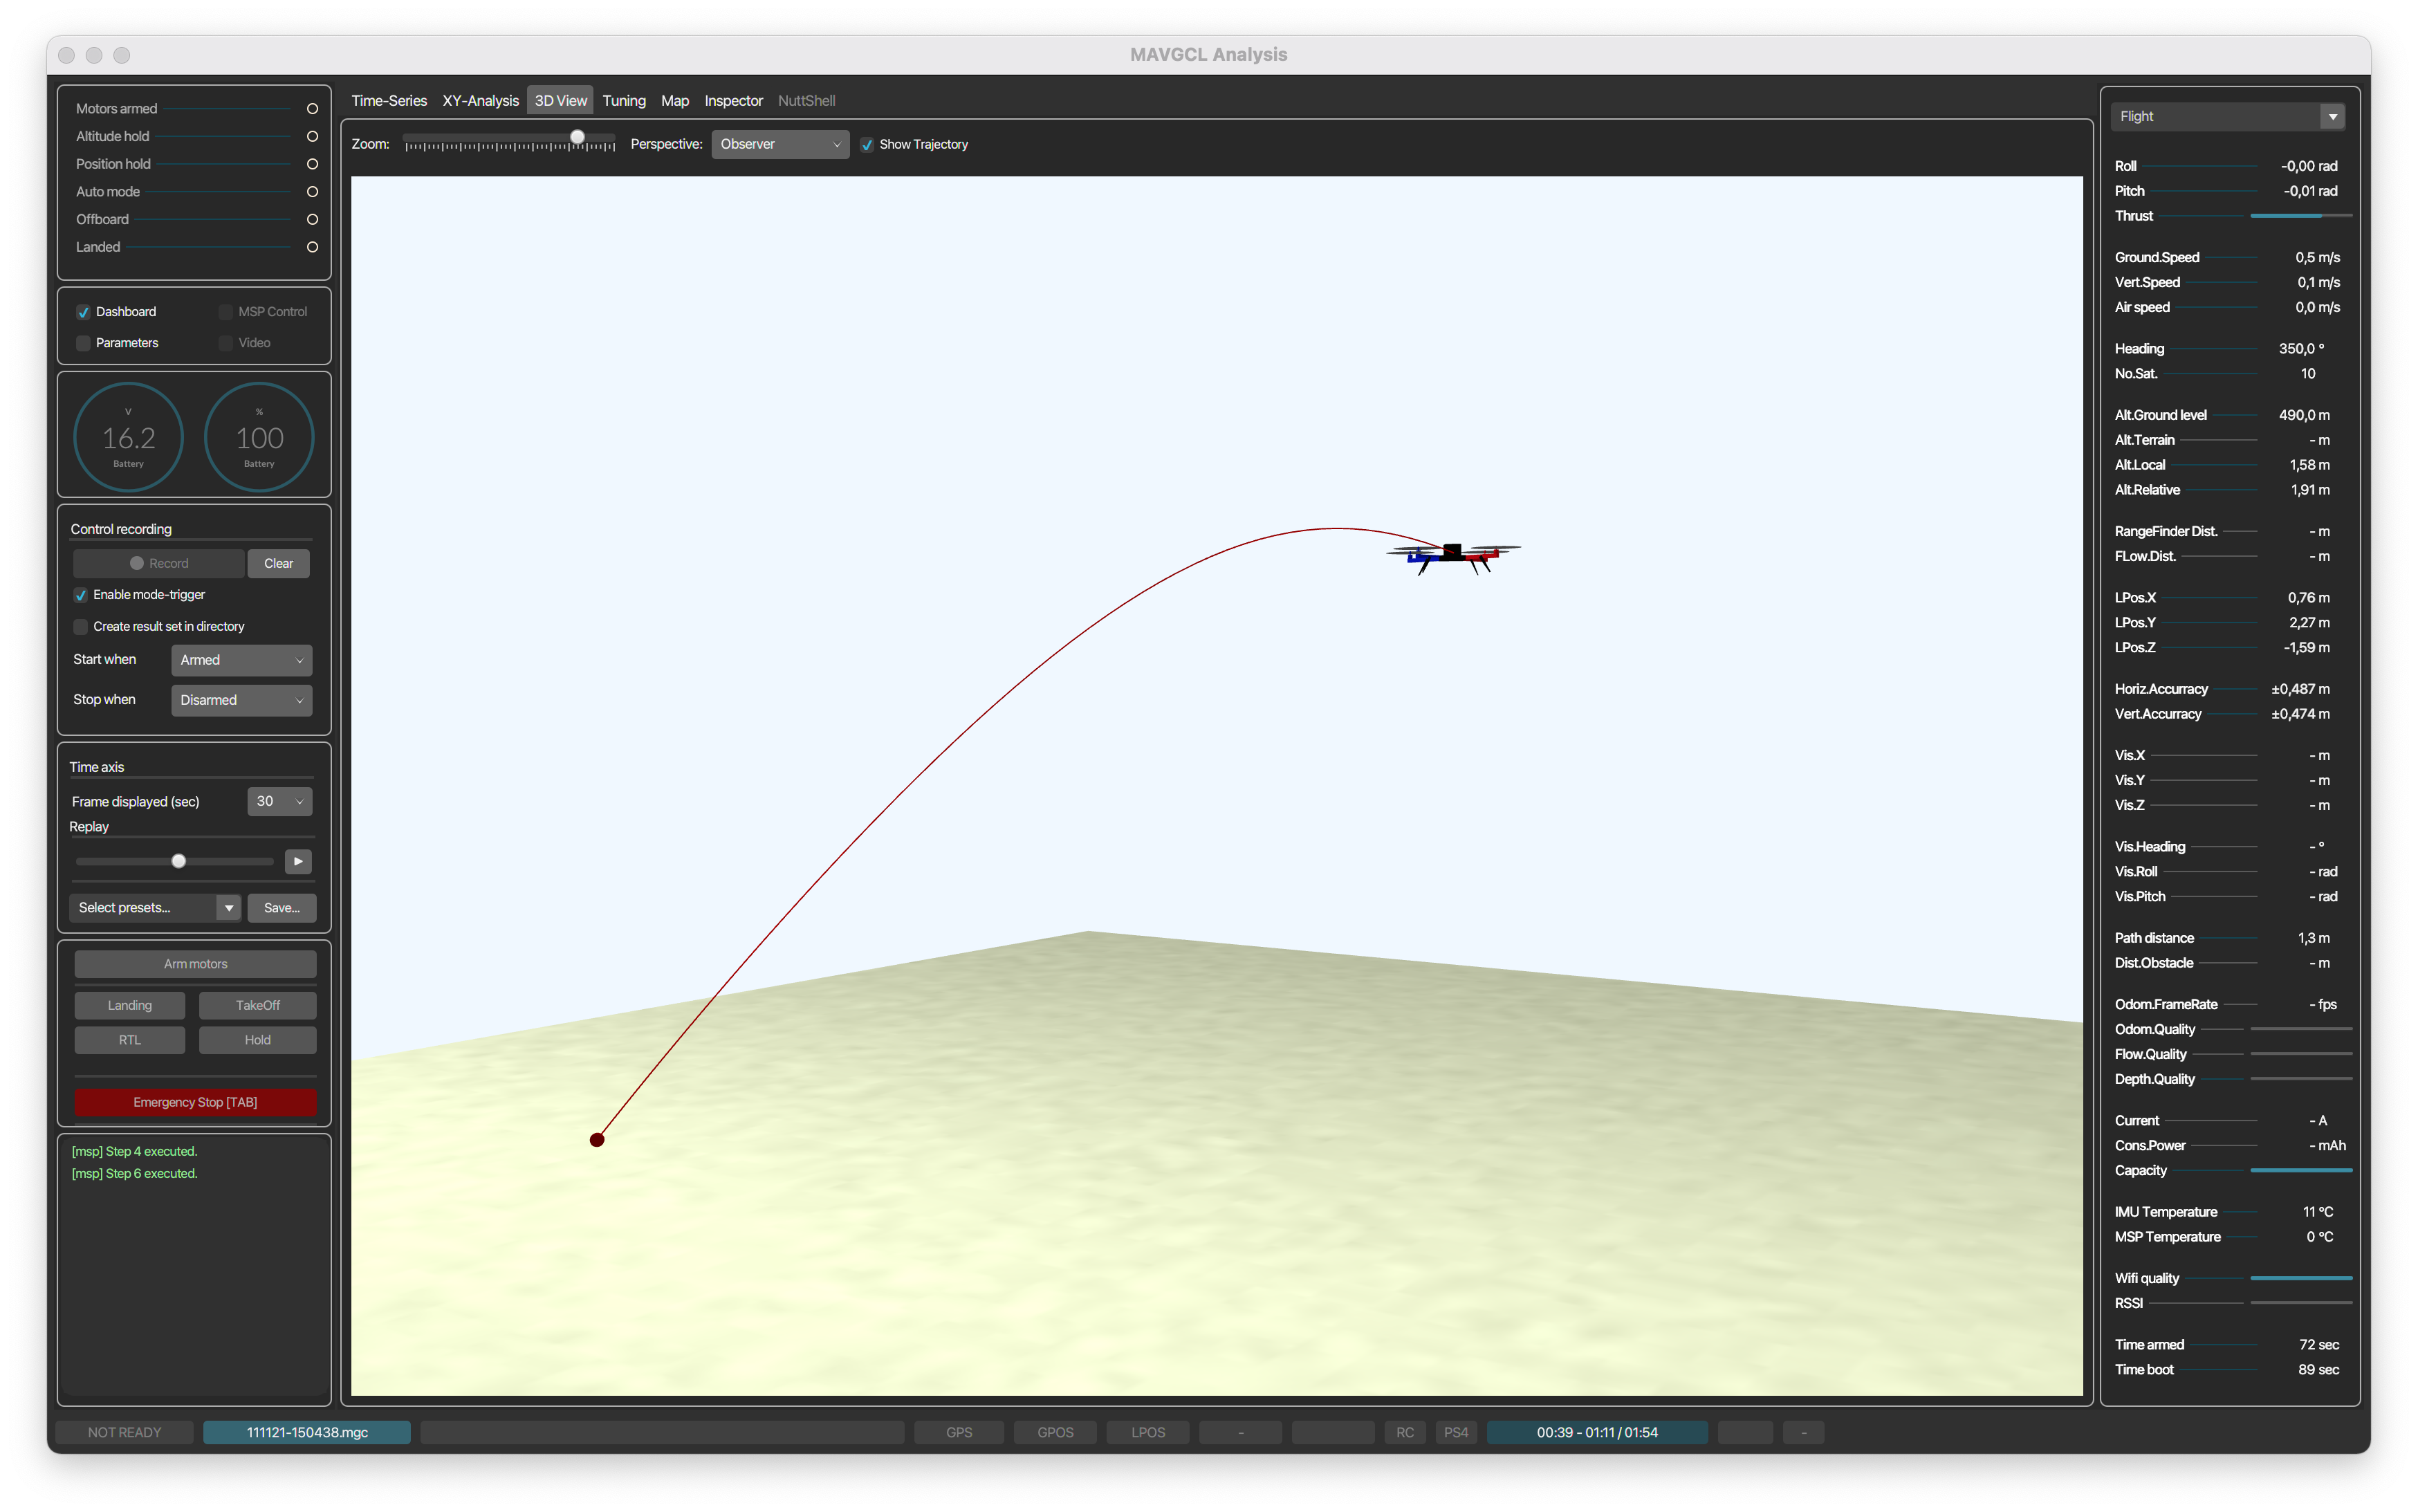 MAVGCL Analysis
Motors armed
Altitude hold
Position hold
Auto mode
Offboard
Landed
Dashboard
MSP Control
Parameters
Video
V
16.2
Battery
%
100
Battery
Control recording
Record
Clear
Enable mode-trigger
Create result set in directory
Start when
Armed
Stop when
Disarmed
Time axis
Frame displayed (sec)
30
Replay
Select presets...
Save...
Arm motors
Landing
TakeOff
RTL
Hold
Emergency Stop [TAB]
[msp] Step 4 executed.
[msp] Step 6 executed.
Time-Series XY-Analysis 3D View Tuning Map Inspector NuttShell
Zoom:
Perspective: Observer
Show Trajectory
Flight
Roll -0,00 rad
Pitch -0,01 rad
Thrust
Ground.Speed 0,5 m/s
Vert.Speed 0,1 m/s
Air speed 0,0 m/s
Heading 350,0 °
No.Sat. 10
Alt.Ground level 490,0 m
Alt.Terrain - m
Alt.Local 1,58 m
Alt.Relative 1,91 m
RangeFinder Dist. - m
FLow.Dist. - m
LPos.X 0,76 m
LPos.Y 2,27 m
LPos.Z -1,59 m
Horiz.Accurracy ±0,487 m
Vert.Accurracy ±0,474 m
Vis.X - m
Vis.Y - m
Vis.Z - m
Vis.Heading - °
Vis.Roll - rad
Vis.Pitch - rad
Path distance 1,3 m
Dist.Obstacle - m
Odom.FrameRate - fps
Odom.Quality
Flow.Quality
Depth.Quality
Current - A
Cons.Power - mAh
Capacity
IMU Temperature 11 °C
MSP Temperature 0 °C
Wifi quality
RSSI
Time armed 72 sec
Time boot 89 sec
NOT READY 111121-150438.mgc GPS GPOS LPOS - RC PS4 00:39 - 01:11 / 01:54 -